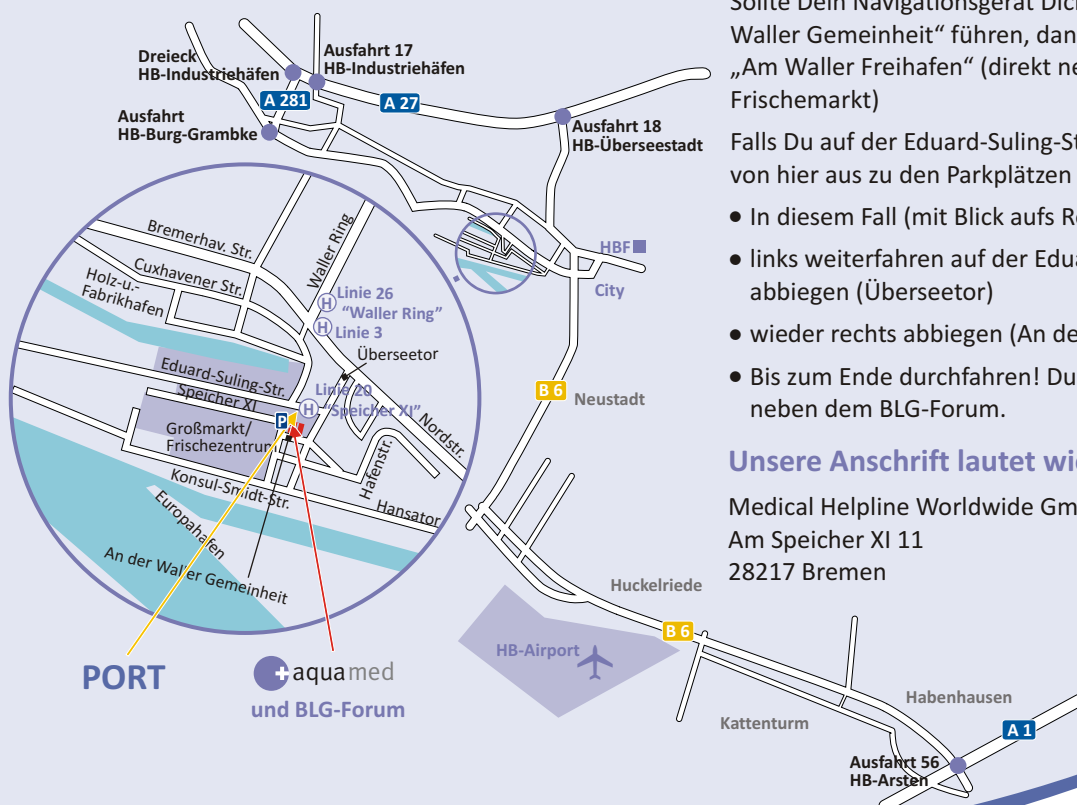 Dreieck
HB-Industriehäfen
Ausfahrt 17
HB-Industriehäfen
A 281
A 27
Ausfahrt
HB-Burg-Grambke
Ausfahrt 18
HB-Überseestadt
HBF
City
Bremerhav. Str.
Cuxhavener Str.
Holz-u.-
Fabrikhafen
Waller Ring
H Linie 26
"Waller Ring"
H Linie 3
Überseetor
Eduard-Suling-Str.
Speicher XI
Linie 20
H "Speicher XI"
P
Großmarkt/
Frischezentrum
Nordstr.
Hafenstr.
Konsul-Smidt-Str.
Hansator
Europahafen
An der Waller Gemeinheit
PORT
aquamed
und BLG-Forum
B 6
Neustadt
Huckelriede
B 6
HB-Airport
Kattenturm
Habenhausen
A 1
Ausfahrt 56
HB-Arsten
Sollte Dein Navigationsgerät
Waller Gemeinheit“ führen, dan
„Am Waller Freihafen“ (direkt ne
Frischemarkt)
Falls Du auf der Eduard-Suling-St
von hier aus zu den Parkplätzen
• In diesem Fall (mit Blick aufs Re
• links weiterfahren auf der Edua
abbiegen (Überseetor)
• wieder rechts abbiegen (An de
• Bis zum Ende durchfahren! Du
neben dem BLG-Forum.
Unsere Anschrift lautet wie
Medical Helpline Worldwide Gm
Am Speicher XI 11
28217 Bremen